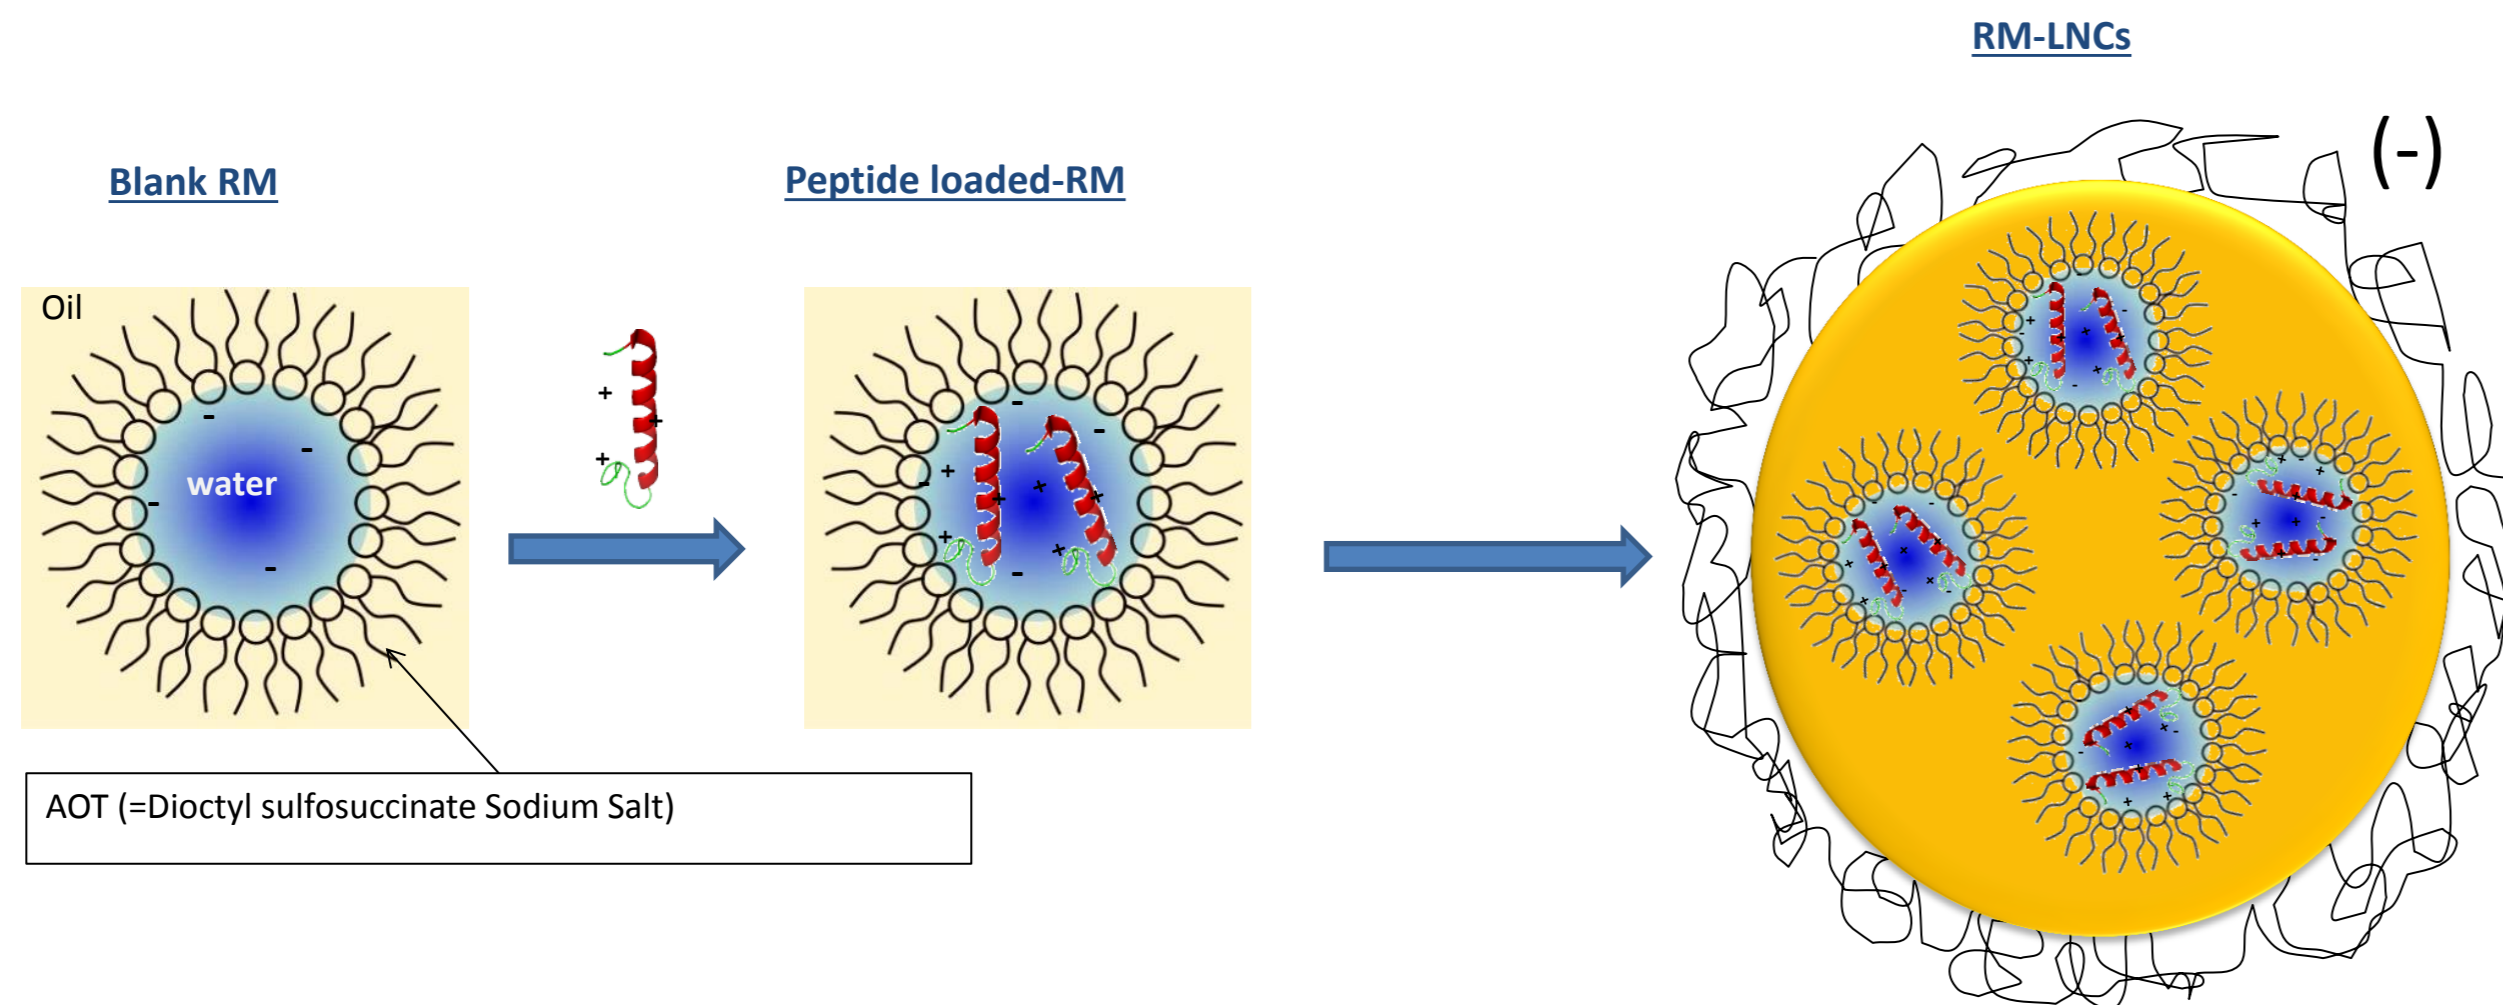 RM-LNCs
(-)
Blank RM
Peptide loaded-RM
Oil
water
AOT (=Dioctyl sulfosuccinate Sodium Salt)